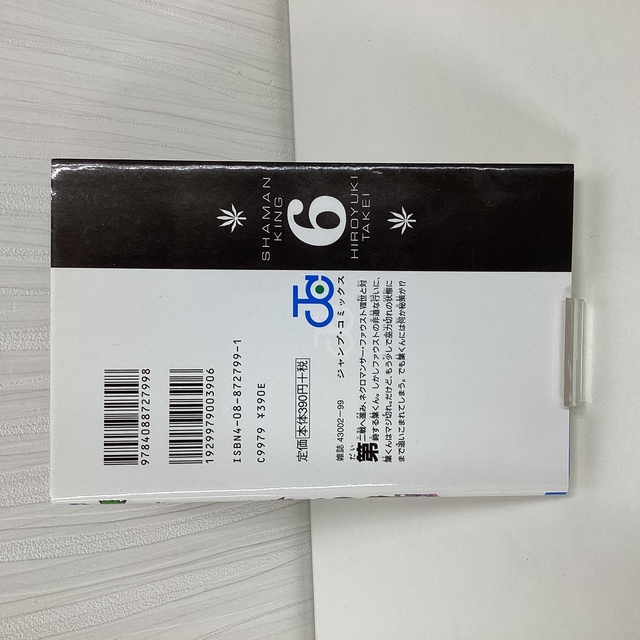 SHAMAN
KING
6
HIROYUKI
TAKEI
ジャンプ・コミックス
第二戦へ進み、ネクロマンサー・ファウストⅧ世と対
だい
戦する葉くん。しかしファウストの非道な行いに、
葉くんはマジ切れ。だけど、もう少しで巫力切れの状態に
まで追いこまれてしまう。でも葉くんには何か秘策が!?
雑誌 43002-99
定価 本体390円+税
ISBN4-08-872799-1
C9979 ¥390E
1929979003906
9784088727998